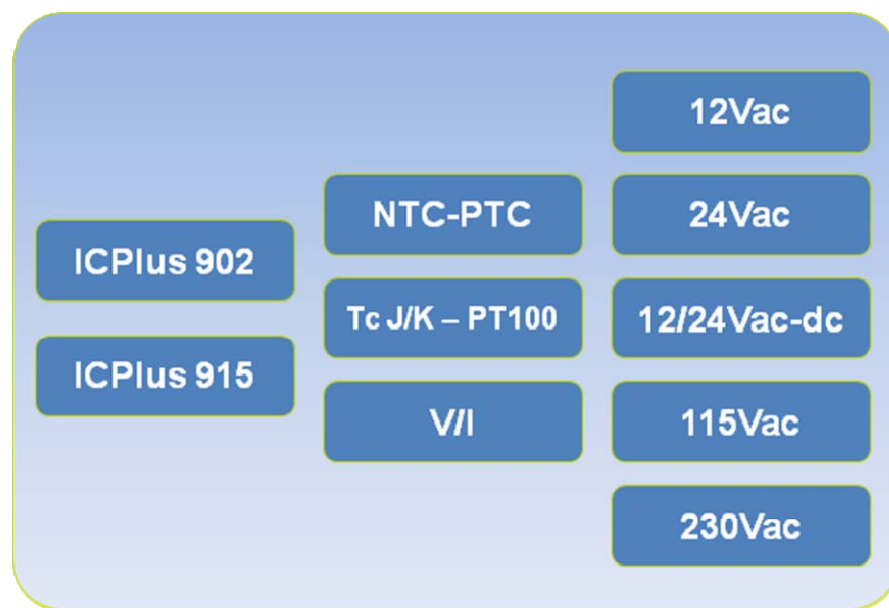 ICPlus 902
ICPlus 915
NTC-PTC
Tc J/K – PT100
V/I
12Vac
24Vac
12/24Vac-dc
115Vac
230Vac